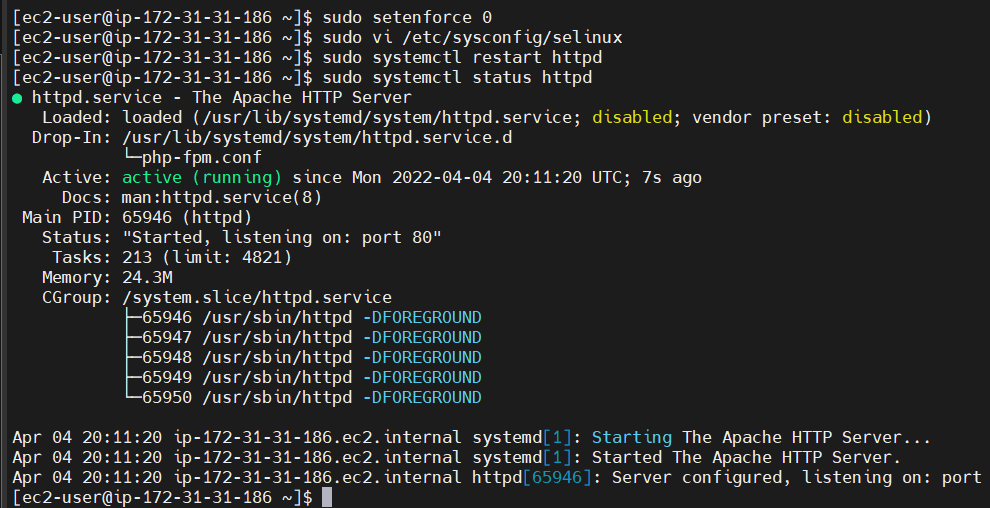 [ec2-user@ip-172-31-31-186 ~]$ sudo setenforce 0
[ec2-user@ip-172-31-31-186 ~]$ sudo vi /etc/sysconfig/selinux
[ec2-user@ip-172-31-31-186 ~]$ sudo systemctl restart httpd
[ec2-user@ip-172-31-31-186 ~]$ sudo systemctl status httpd
● httpd.service - The Apache HTTP Server
   Loaded: loaded (/usr/lib/systemd/system/httpd.service; disabled; vendor preset: disabled)
  Drop-In: /usr/lib/systemd/system/httpd.service.d
           └─php-fpm.conf
   Active: active (running) since Mon 2022-04-04 20:11:20 UTC; 7s ago
     Docs: man:httpd.service(8)
 Main PID: 65946 (httpd)
   Status: "Started, listening on: port 80"
    Tasks: 213 (limit: 4821)
   Memory: 24.3M
   CGroup: /system.slice/httpd.service
           ├─65946 /usr/sbin/httpd -DFOREGROUND
           ├─65947 /usr/sbin/httpd -DFOREGROUND
           ├─65948 /usr/sbin/httpd -DFOREGROUND
           ├─65949 /usr/sbin/httpd -DFOREGROUND
           └─65950 /usr/sbin/httpd -DFOREGROUND

Apr 04 20:11:20 ip-172-31-31-186.ec2.internal systemd[1]: Starting The Apache HTTP Server...
Apr 04 20:11:20 ip-172-31-31-186.ec2.internal systemd[1]: Started The Apache HTTP Server.
Apr 04 20:11:20 ip-172-31-31-186.ec2.internal httpd[65946]: Server configured, listening on: port
[ec2-user@ip-172-31-31-186 ~]$